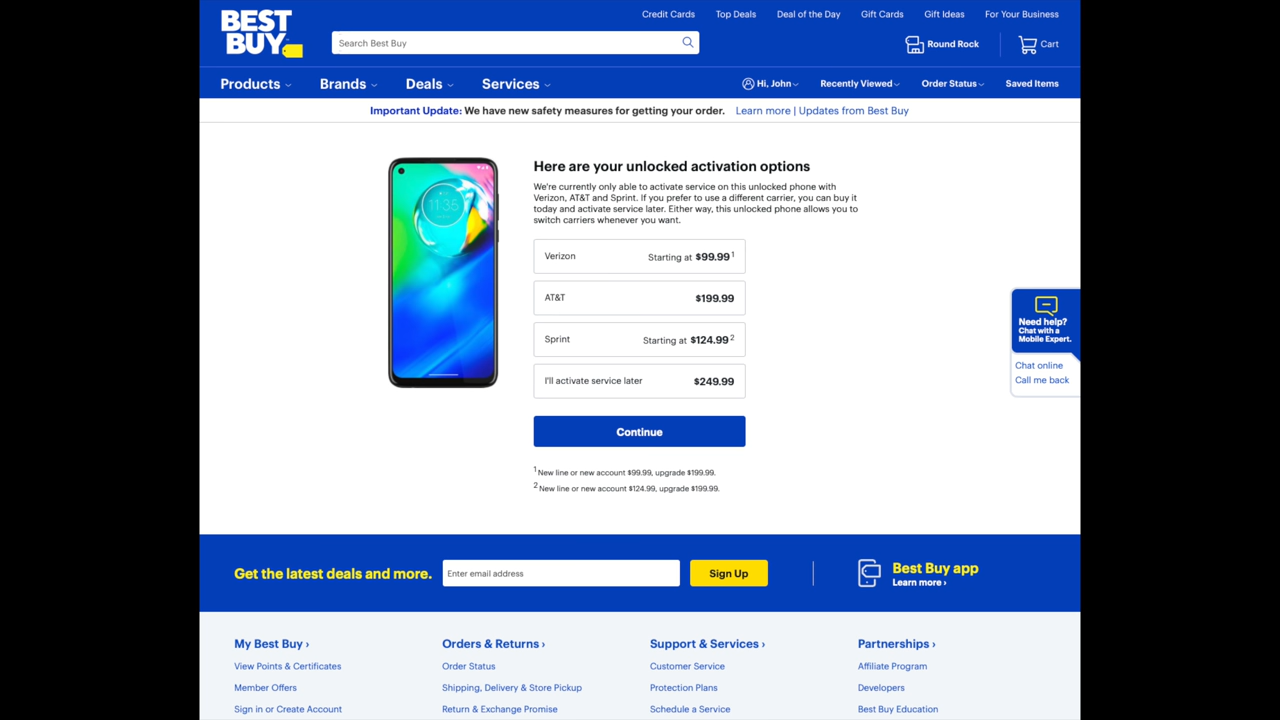 BEST
BUY
Credit Cards Top Deals Deal of the Day Gift Cards Gift Ideas For Your Business
Search Best Buy
Round Rock
Cart
Products Brands Deals Services
Hi, John Recently Viewed Order Status Saved Items
Important Update: We have new safety measures for getting your order. Learn more | Updates from Best Buy
11:35
Here are your unlocked activation options
We're currently only able to activate service on this unlocked phone with
Verizon, AT&T and Sprint. If you prefer to use a different carrier, you can buy it
today and activate service later. Either way, this unlocked phone allows you to
switch carriers whenever you want.
Verizon Starting at $99.99 1
AT&T $199.99
Sprint Starting at $124.99 2
I'll activate service later $249.99
Continue
1 New line or new account $99.99, upgrade $199.99.
2 New line or new account $124.99, upgrade $199.99.
Need help?
Chat with a
Mobile Expert.
Chat online
Call me back
Get the latest deals and more.
Enter email address
Sign Up
Best Buy app
Learn more ›
My Best Buy ›
View Points & Certificates
Member Offers
Sign in or Create Account
Orders & Returns ›
Order Status
Shipping, Delivery & Store Pickup
Return & Exchange Promise
Support & Services ›
Customer Service
Protection Plans
Schedule a Service
Partnerships ›
Affiliate Program
Developers
Best Buy Education